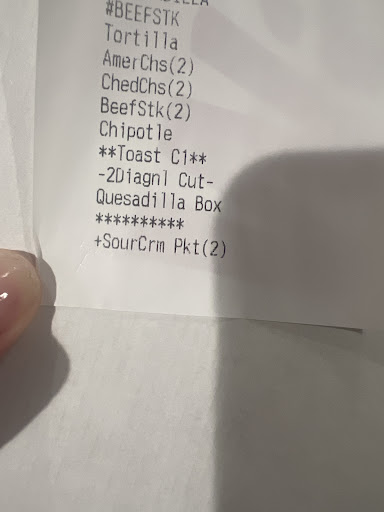 #BEEFSTK
Tortilla
AmerChs(2)
ChedChs(2)
BeefStk(2)
Chipotle
**Toast C1**
-2Diagnl Cut-
Quesadilla Box
**********
+SourCrm Pkt(2)